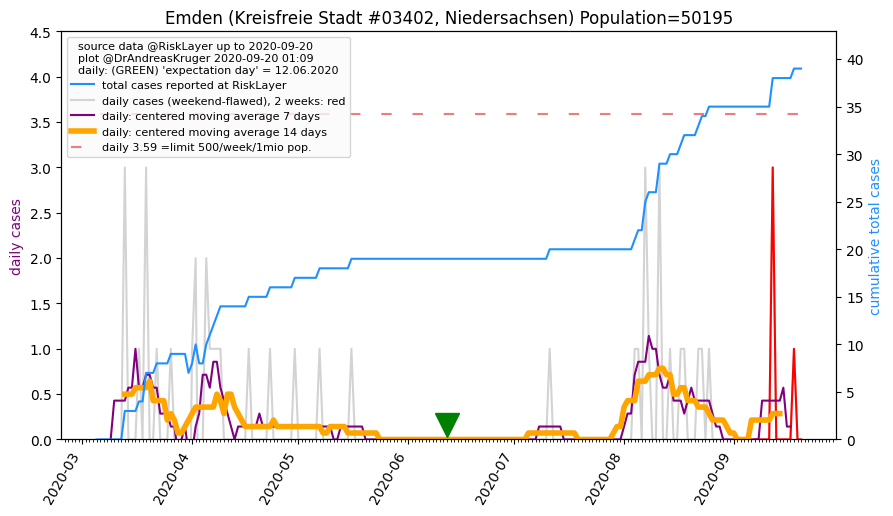 Emden (Kreisfreie Stadt #03402, Niedersachsen) Population=50195
source data @RiskLayer up to 2020-09-20
plot @DrAndreasKruger 2020-09-20 01:09
daily: (GREEN) 'expectation day' = 12.06.2020
total cases reported at RiskLayer
daily cases (weekend-flawed), 2 weeks: red
daily: centered moving average 7 days
daily: centered moving average 14 days
daily 3.59 =limit 500/week/1mio pop.
daily cases
4.5
4.0
3.5
3.0
2.5
2.0
1.5
1.0
0.5
0.0
40
35
30
25
20
15
10
5
0
cumulative total cases
2020-03
2020-04
2020-05
2020-06
2020-07
2020-08
2020-09